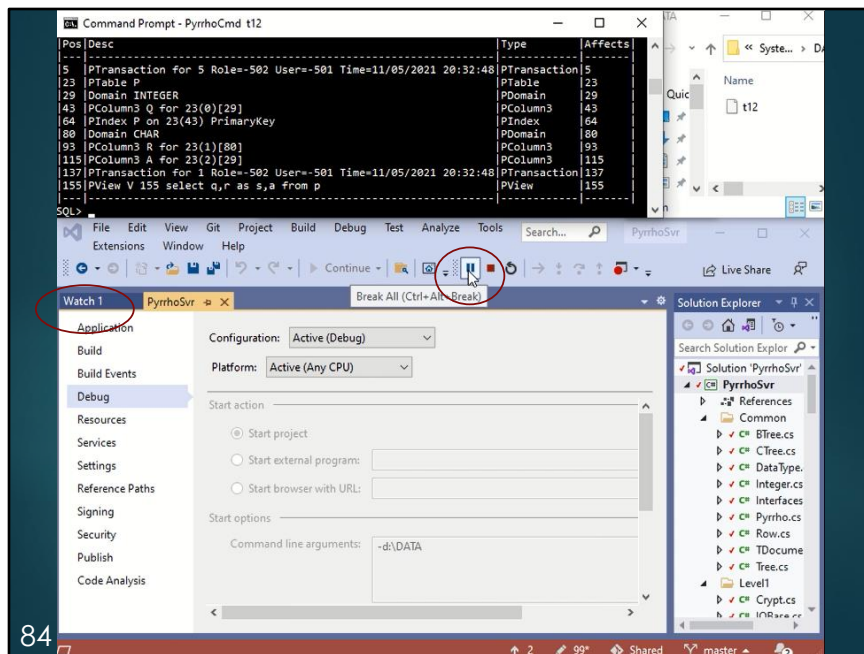 Command Prompt - PyrrhoCmd t12
|Pos|Desc |Type |Affects|
|---|---|---|---|
|5 |PTransaction for 5 Role=-502 User=-501 Time=11/05/2021 20:32:48|PTransaction|5
|23 |PTable P |PTable |23
|29 |Domain INTEGER |PDomain |29
|43 |PColumn3 Q for 23(0)[29] |PColumn3 |43
|64 |PIndex P on 23(43) PrimaryKey |PIndex |64
|80 |Domain CHAR |PDomain |80
|93 |PColumn3 R for 23(1)[80] |PColumn3 |93
|115|PColumn3 A for 23(2)[29] |PColumn3 |115
|137|PTransaction for 1 Role=-502 User=-501 Time=11/05/2021 20:32:48|PTransaction|137
|155|PView V 155 select q,r as s,a from p |PView |155
SQL>
« Syste... > DA
Quic
Name
t12
File Edit View Git Project Build Debug Test Analyze Tools Search... PyrrhoSvr
Extensions Window Help
Continue
Live Share
Break All (Ctrl+Alt+Break)
Watch 1 PyrrhoSvr
Application
Build
Build Events
Debug
Resources
Services
Settings
Reference Paths
Signing
Security
Publish
Code Analysis
Configuration: Active (Debug)
Platform: Active (Any CPU)
Start action
Start project
Start external program:
Start browser with URL:
Start options
Command line arguments: -d:\DATA
Solution Explorer
Search Solution Explor
Solution 'PyrrhoSvr'
C# PyrrhoSvr
References
Common
C# BTree.cs
C# CTree.cs
C# DataType.
C# Integer.cs
C# Interfaces
C# Pyrrho.cs
C# Row.cs
C# TDocume
C# Tree.cs
Level1
C# Crypt.cs
C# IOBase.cs
84
2 99+ Shared master